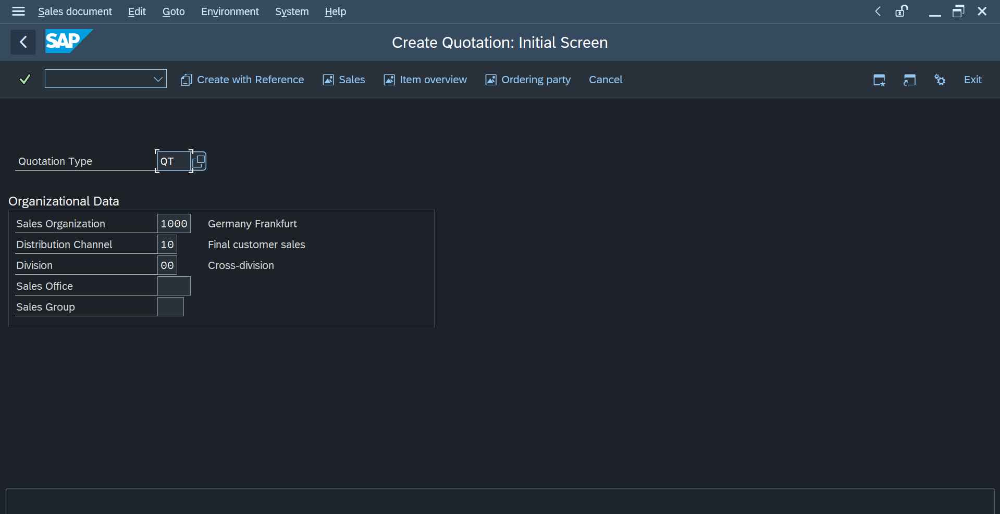 Sales document Edit Goto Environment System Help
SAP
Create Quotation: Initial Screen
Create with Reference Sales Item overview Ordering party Cancel Exit
Quotation Type QT
Organizational Data
Sales Organization 1000 Germany Frankfurt
Distribution Channel 10 Final customer sales
Division 00 Cross-division
Sales Office
Sales Group